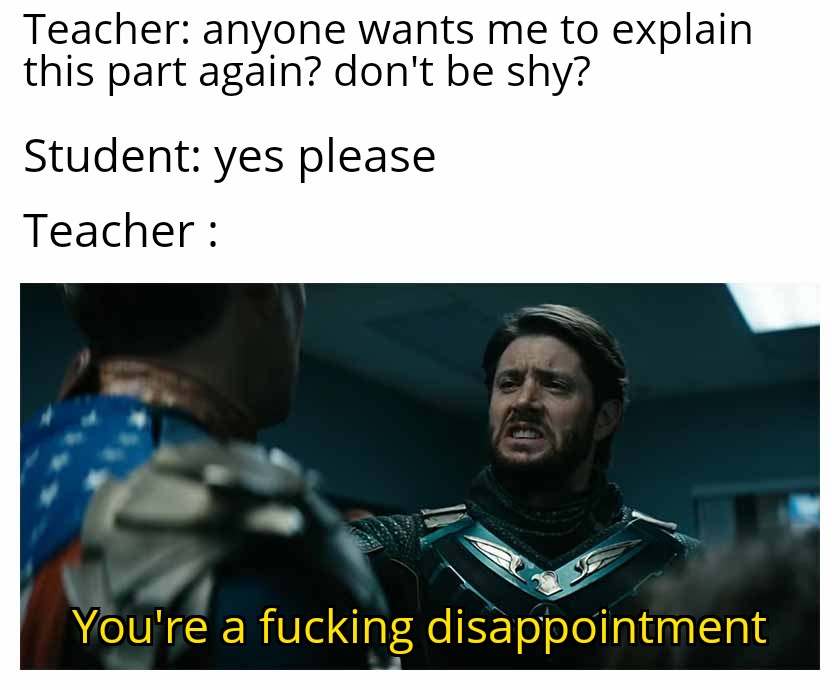 Teacher: anyone wants me to explain
this part again? don't be shy?
Student: yes please
Teacher :
You're a fucking disappointment